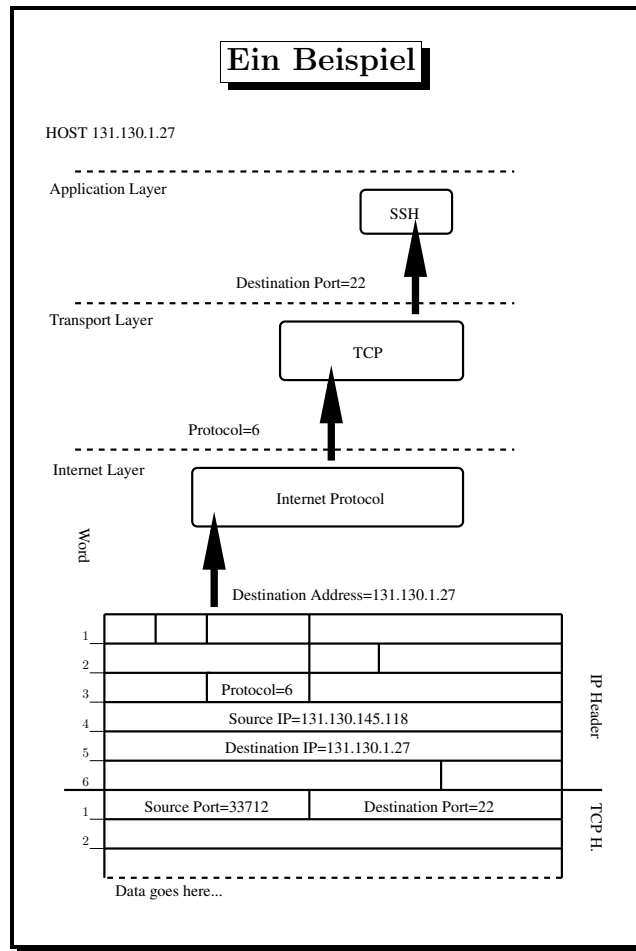 Ein Beispiel
HOST 131.130.1.27
Application Layer
SSH
Destination Port=22
Transport Layer
TCP
Protocol=6
Internet Layer
Internet Protocol
Word
Destination Address=131.130.1.27
1
2
3
Protocol=6
4
Source IP=131.130.145.118
5
Destination IP=131.130.1.27
6
IP Header
1
Source Port=33712
Destination Port=22
2
TCP H.
Data goes here...